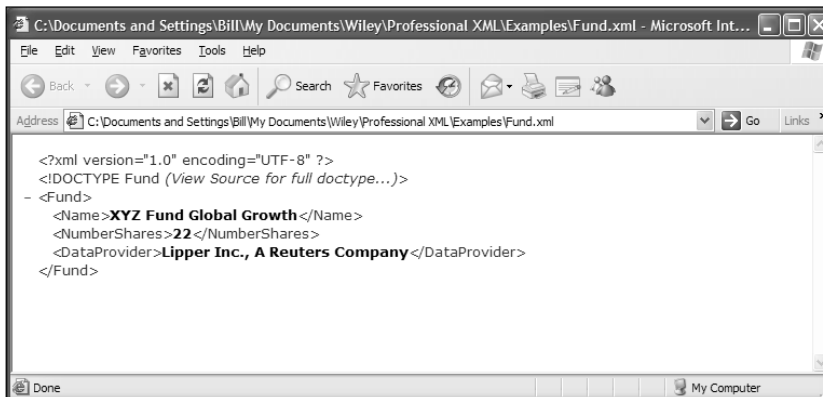 C:\Documents and Settings\Bill\My Documents\Wiley\Professional XML\Examples\Fund.xml - Microsoft Int...
File Edit View Favorites Tools Help
Back Search Favorites
Address C:\Documents and Settings\Bill\My Documents\Wiley\Professional XML\Examples\Fund.xml Go Links
<?xml version="1.0" encoding="UTF-8" ?>
<!DOCTYPE Fund (View Source for full doctype...)>
- <Fund>
<Name>XYZ Fund Global Growth</Name>
<NumberShares>22</NumberShares>
<DataProvider>Lipper Inc., A Reuters Company</DataProvider>
</Fund>
Done My Computer